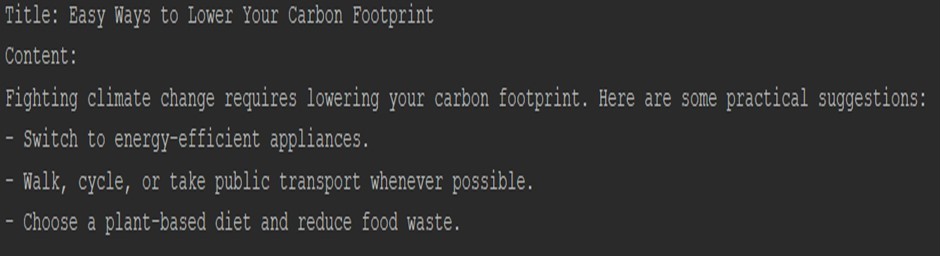 Title: Easy Ways to Lower Your Carbon Footprint
Content:
Fighting climate change requires lowering your carbon footprint. Here are some practical suggestions:
- Switch to energy-efficient appliances.
- Walk, cycle, or take public transport whenever possible.
- Choose a plant-based diet and reduce food waste.